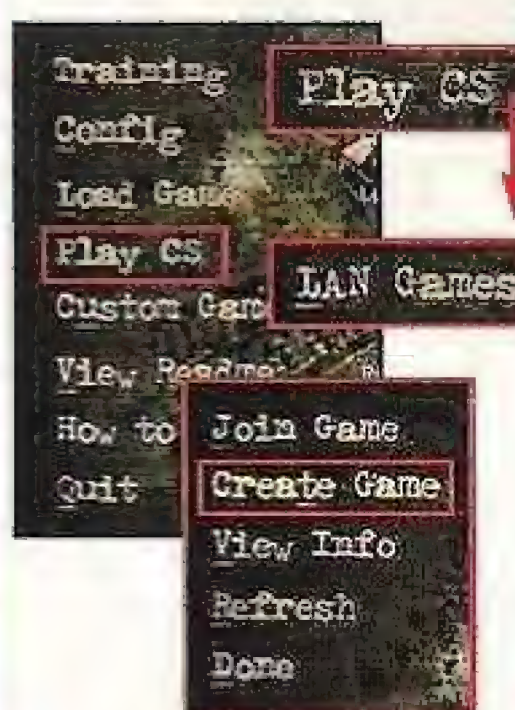 Training
Config
Load Game
Play CS
Custom Gam
View Readme
How to
Quit
Play CS
LAN Games
Join Game
Create Game
View Info
Refresh
Done